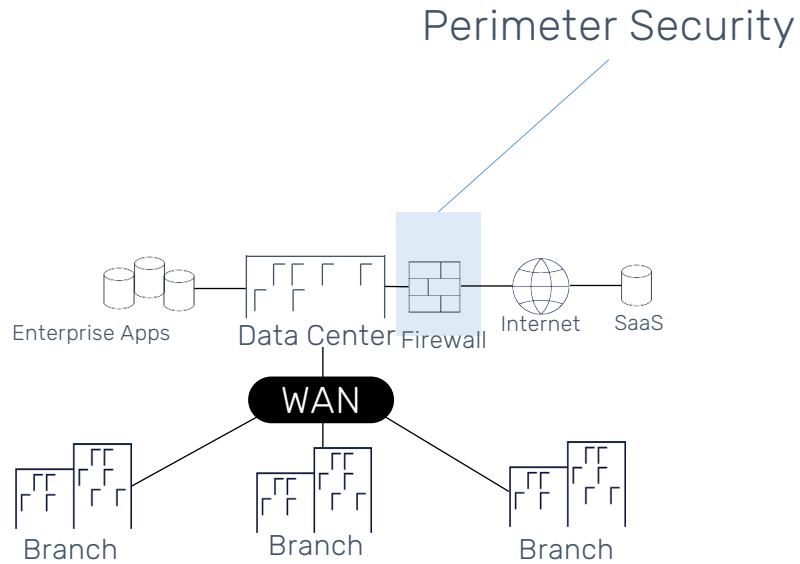 Perimeter Security
Enterprise Apps
Data Center
Firewall
Internet
SaaS
WAN
Branch
Branch
Branch